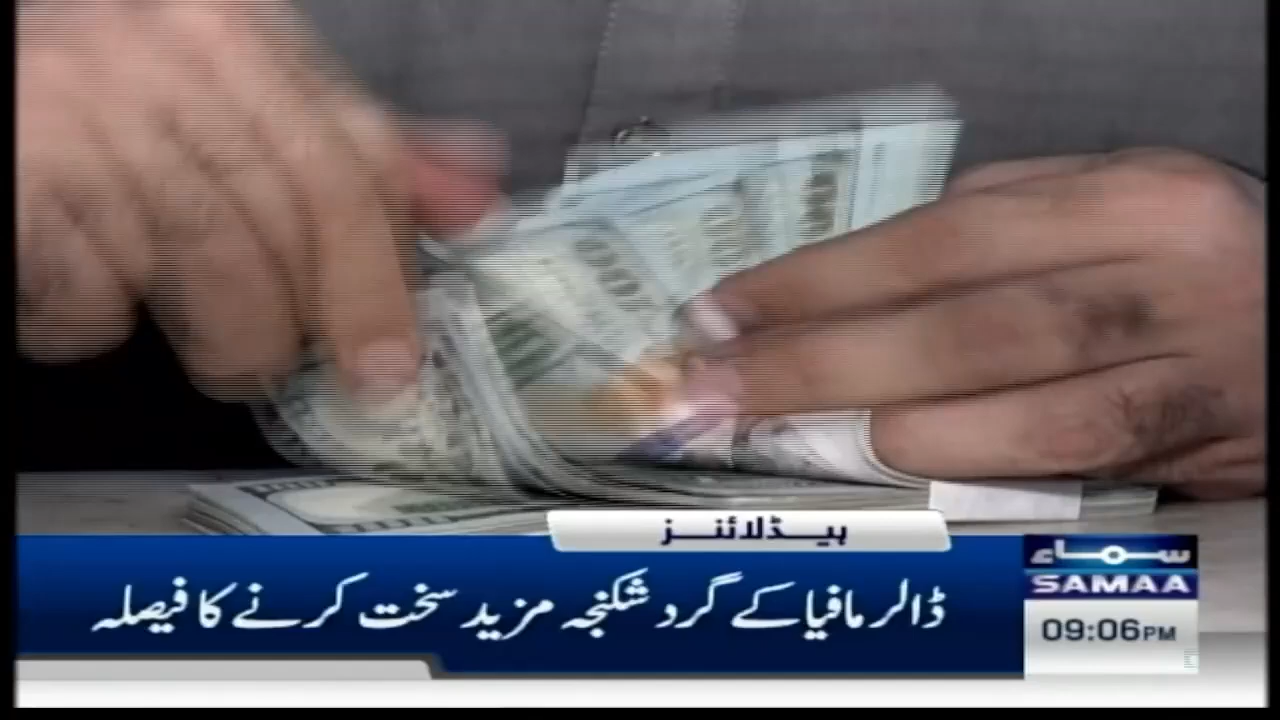 ہیڈلائنز
ڈالر مافیا کے گرد شکنجہ مزید سخت کرنے کا فیصلہ
سماء
SAMAA
09:06PM